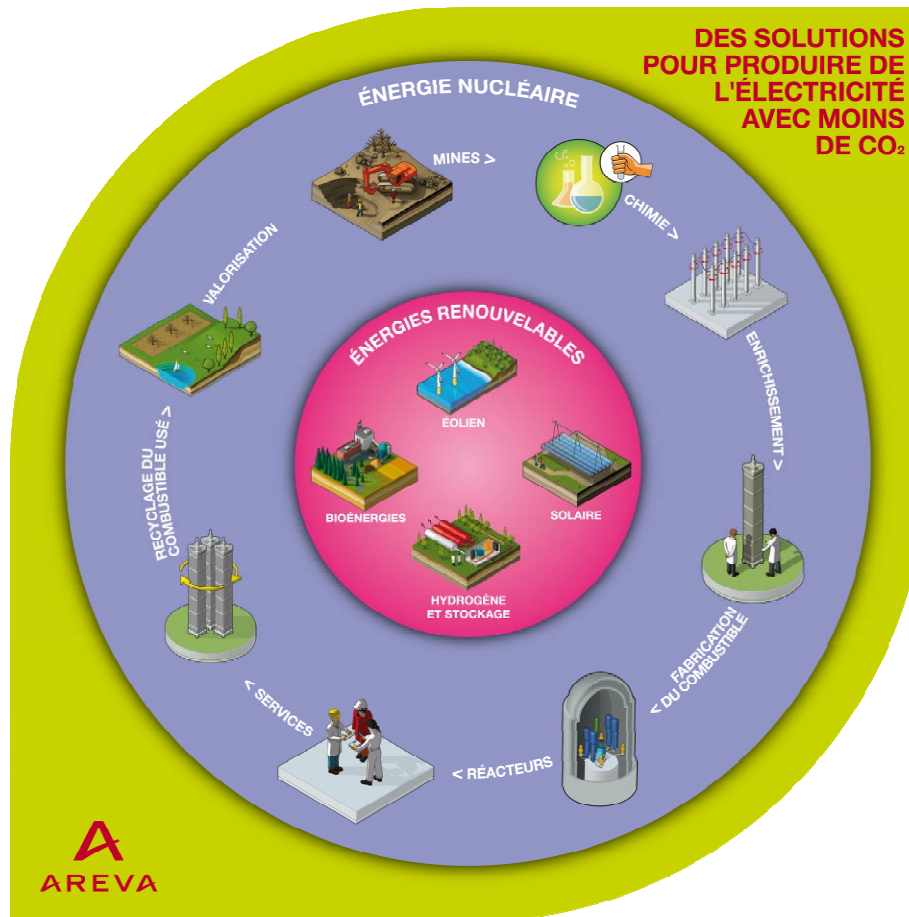 DES SOLUTIONS
POUR PRODUIRE DE
L'ÉLECTRICITÉ
AVEC MOINS
DE CO₂
ÉNERGIE NUCLÉAIRE
MINES >
CHIMIE >
ENRICHISSEMENT >
< FABRICATION
DU COMBUSTIBLE
< RÉACTEURS
< SERVICES
RECYCLAGE DU
COMBUSTIBLE USÉ >
VALORISATION
ÉNERGIES RENOUVELABLES
ÉOLIEN
SOLAIRE
HYDROGÈNE
ET STOCKAGE
BIOÉNERGIES
AREVA